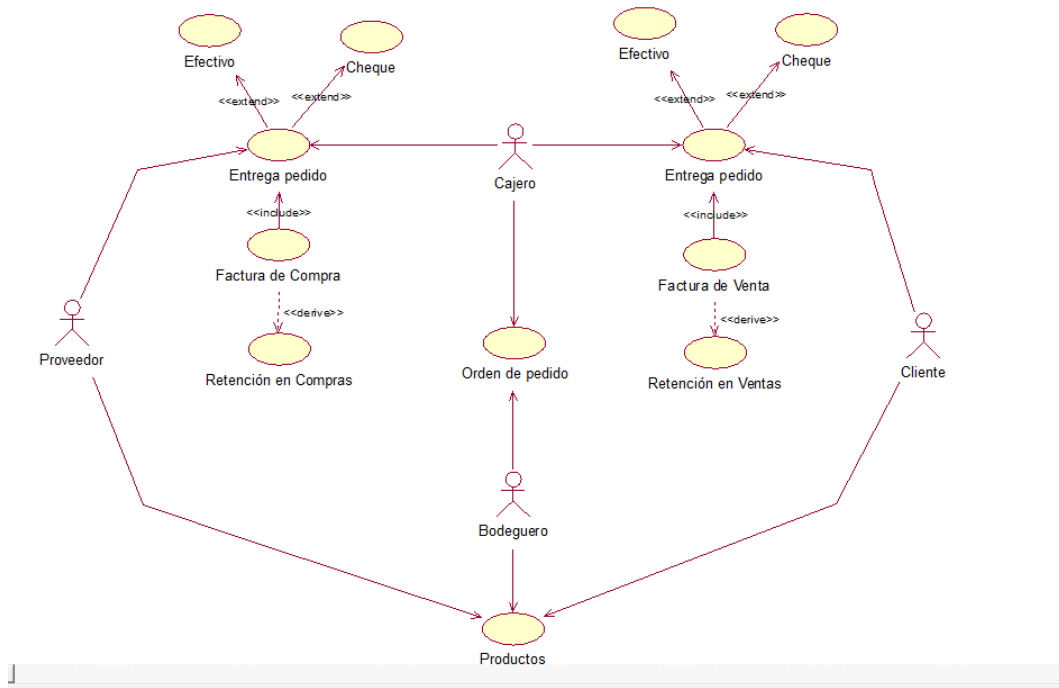 Efectivo
Cheque
Efectivo
Cheque
<<extend>>
<<extend>>
<<extend>>
<<extend>>
Entrega pedido
Cajero
Entrega pedido
<<include>>
<<include>>
Factura de Compra
Factura de Venta
<<derive>>
<<derive>>
Proveedor
Retención en Compras
Orden de pedido
Retención en Ventas
Cliente
Bodeguero
Productos